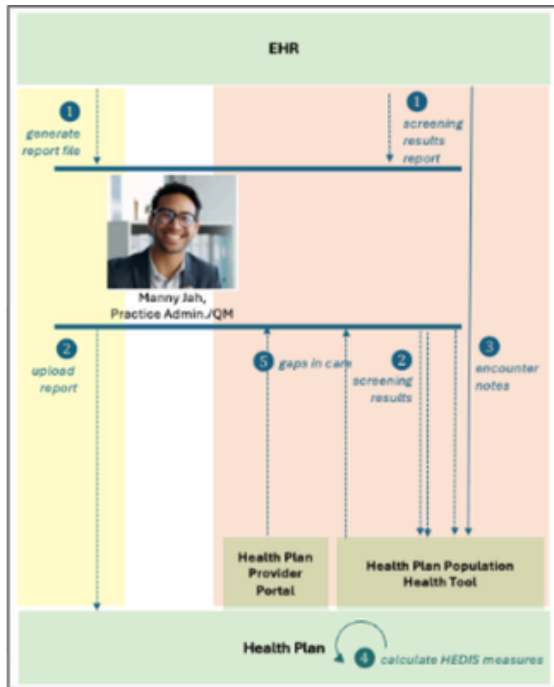 EHR
1
generate
report file
1
screening
results
report
Manny Jah,
Practice Admin./QM
2
upload
report
5 gaps in care
2
screening
results
3
encounter
notes
Health Plan
Provider
Portal
Health Plan Population
Health Tool
Health Plan
4 calculate HEDIS measures